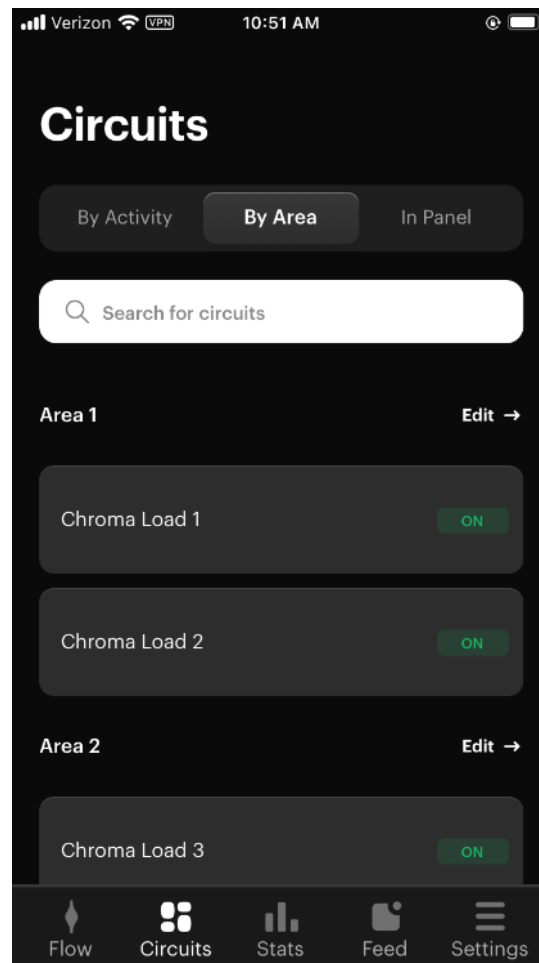 Verizon VPN 10:51 AM
Circuits
By Activity By Area In Panel
Search for circuits
Area 1 Edit →
Chroma Load 1 ON
Chroma Load 2 ON
Area 2 Edit →
Chroma Load 3 ON
Flow Circuits Stats Feed Settings